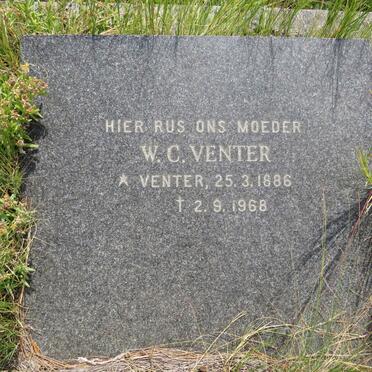 HIER RUS ONS MOEDER
W. C. VENTER
* VENTER, 25.3.1886
† 2.9.1968